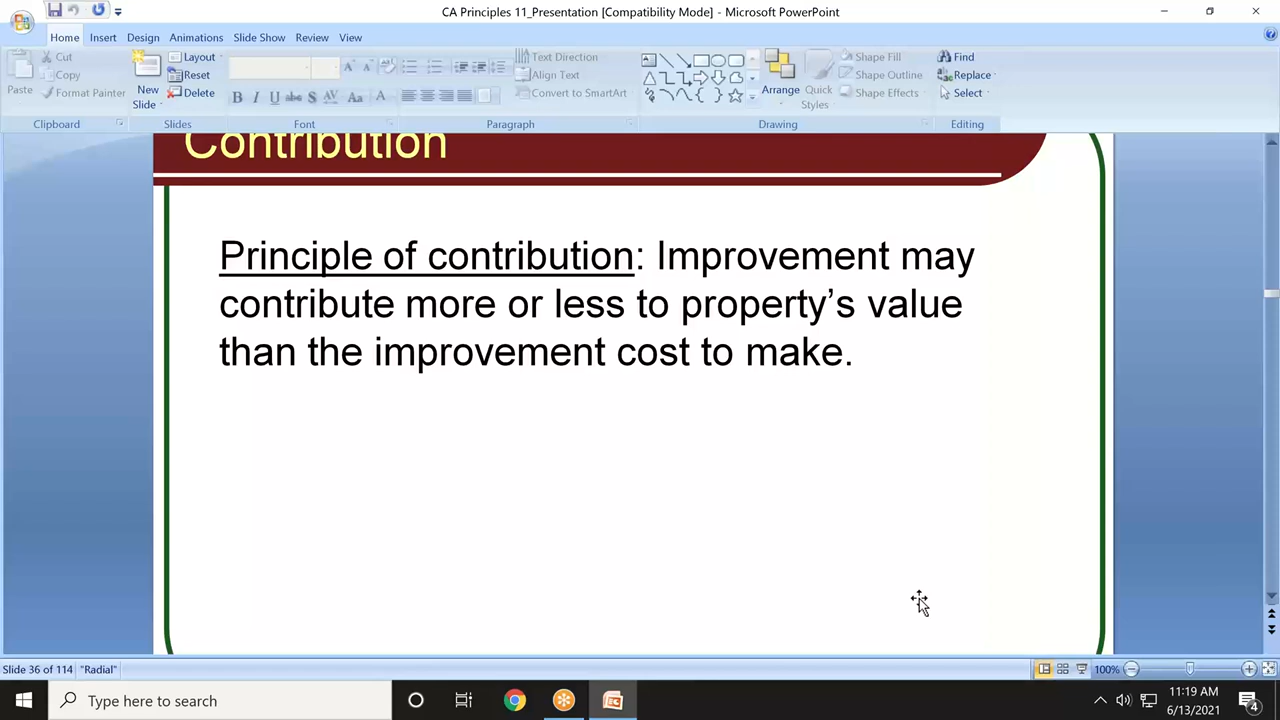 CA Principles 11_Presentation [Compatibility Mode] - Microsoft PowerPoint
Home Insert Design Animations Slide Show Review View
Paste
Cut
Copy
Format Painter
Clipboard
New Slide
Layout
Reset
Delete
Slides
B I U abc S AV Aa A
Font
Text Direction
Align Text
Convert to SmartArt
Paragraph
Arrange
Quick Styles
Shape Fill
Shape Outline
Shape Effects
Drawing
Find
Replace
Select
Editing
Contribution
Principle of contribution: Improvement may
contribute more or less to property’s value
than the improvement cost to make.
Slide 36 of 114 "Radial" 100%
Type here to search
11:19 AM
6/13/2021
4